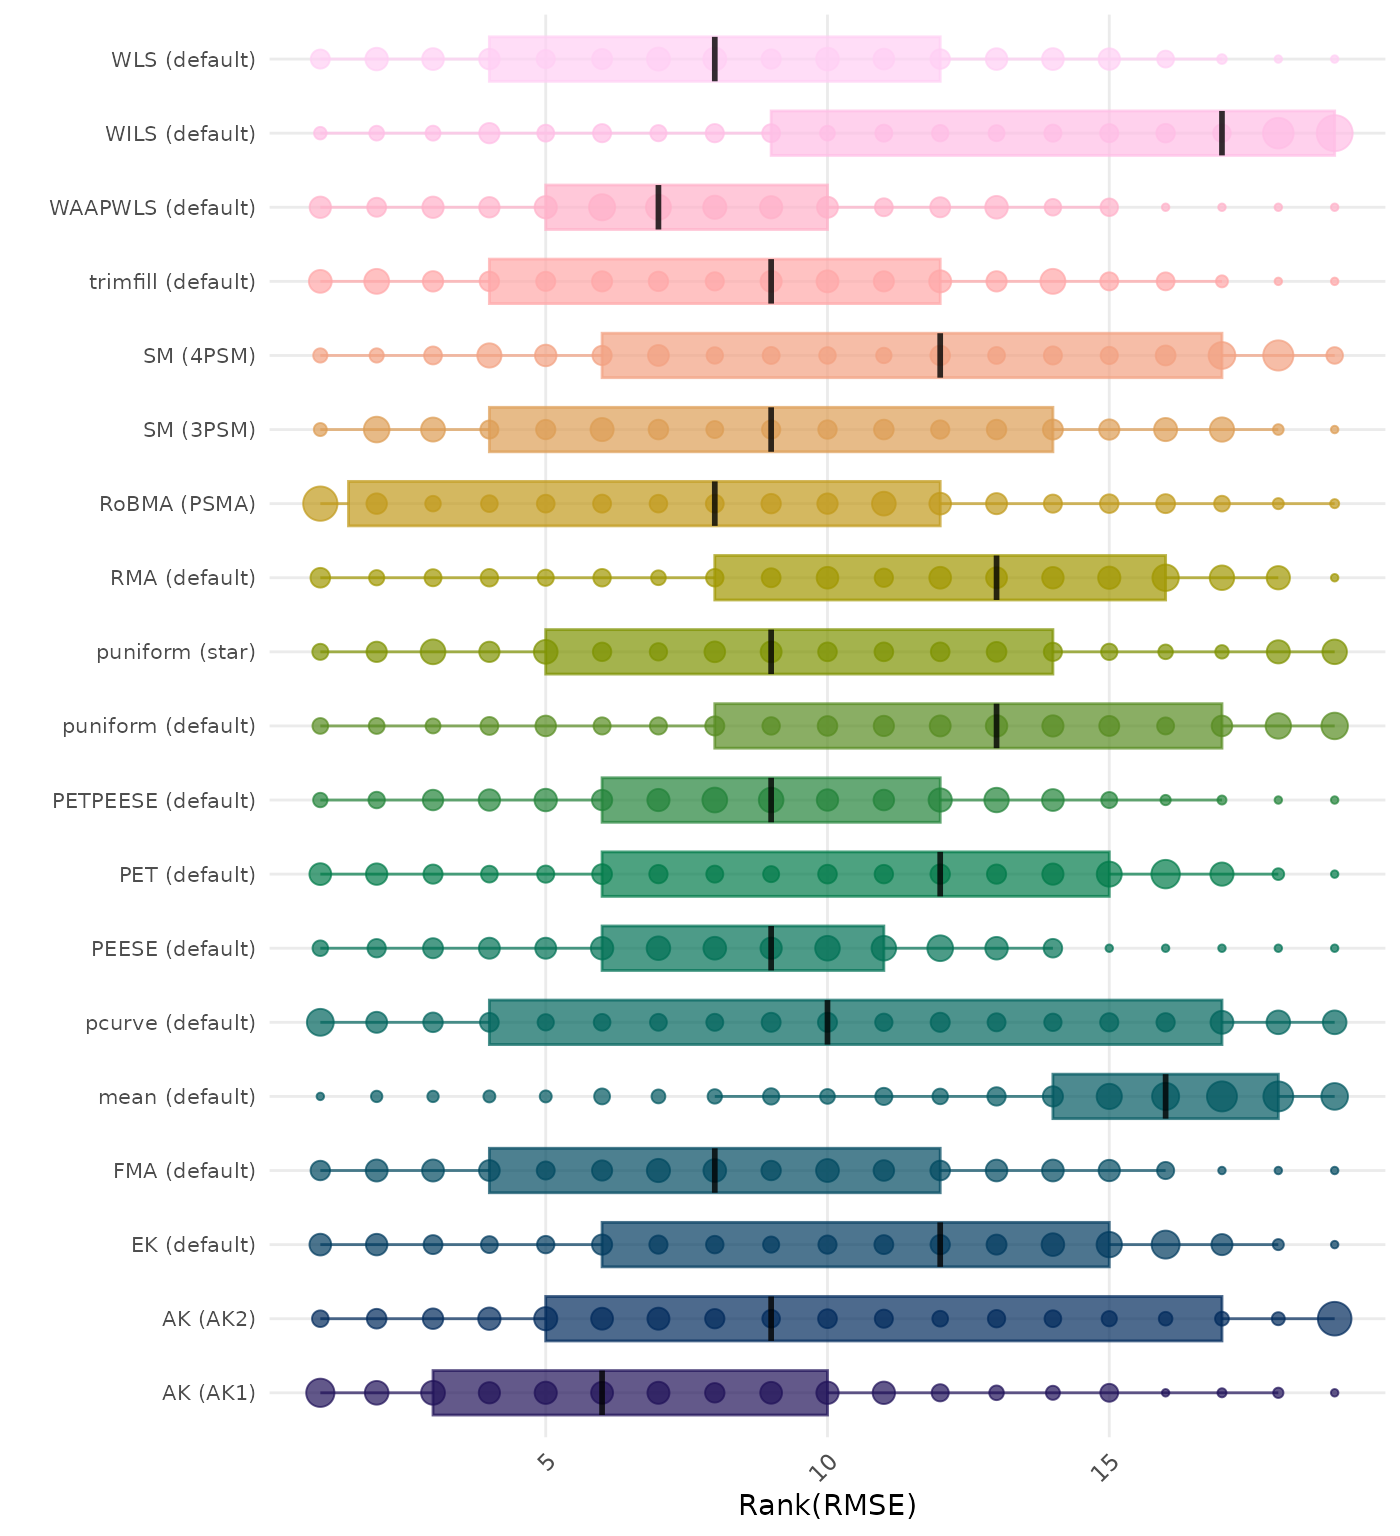 WLS (default)
WILS (default)
WAAPWLS (default)
trimfill (default)
SM (4PSM)
SM (3PSM)
RoBMA (PSMA)
RMA (default)
puniform (star)
puniform (default)
PETPEESE (default)
PET (default)
PEESE (default)
pcurve (default)
mean (default)
FMA (default)
EK (default)
AK (AK2)
AK (AK1)
5
10
15
Rank(RMSE)